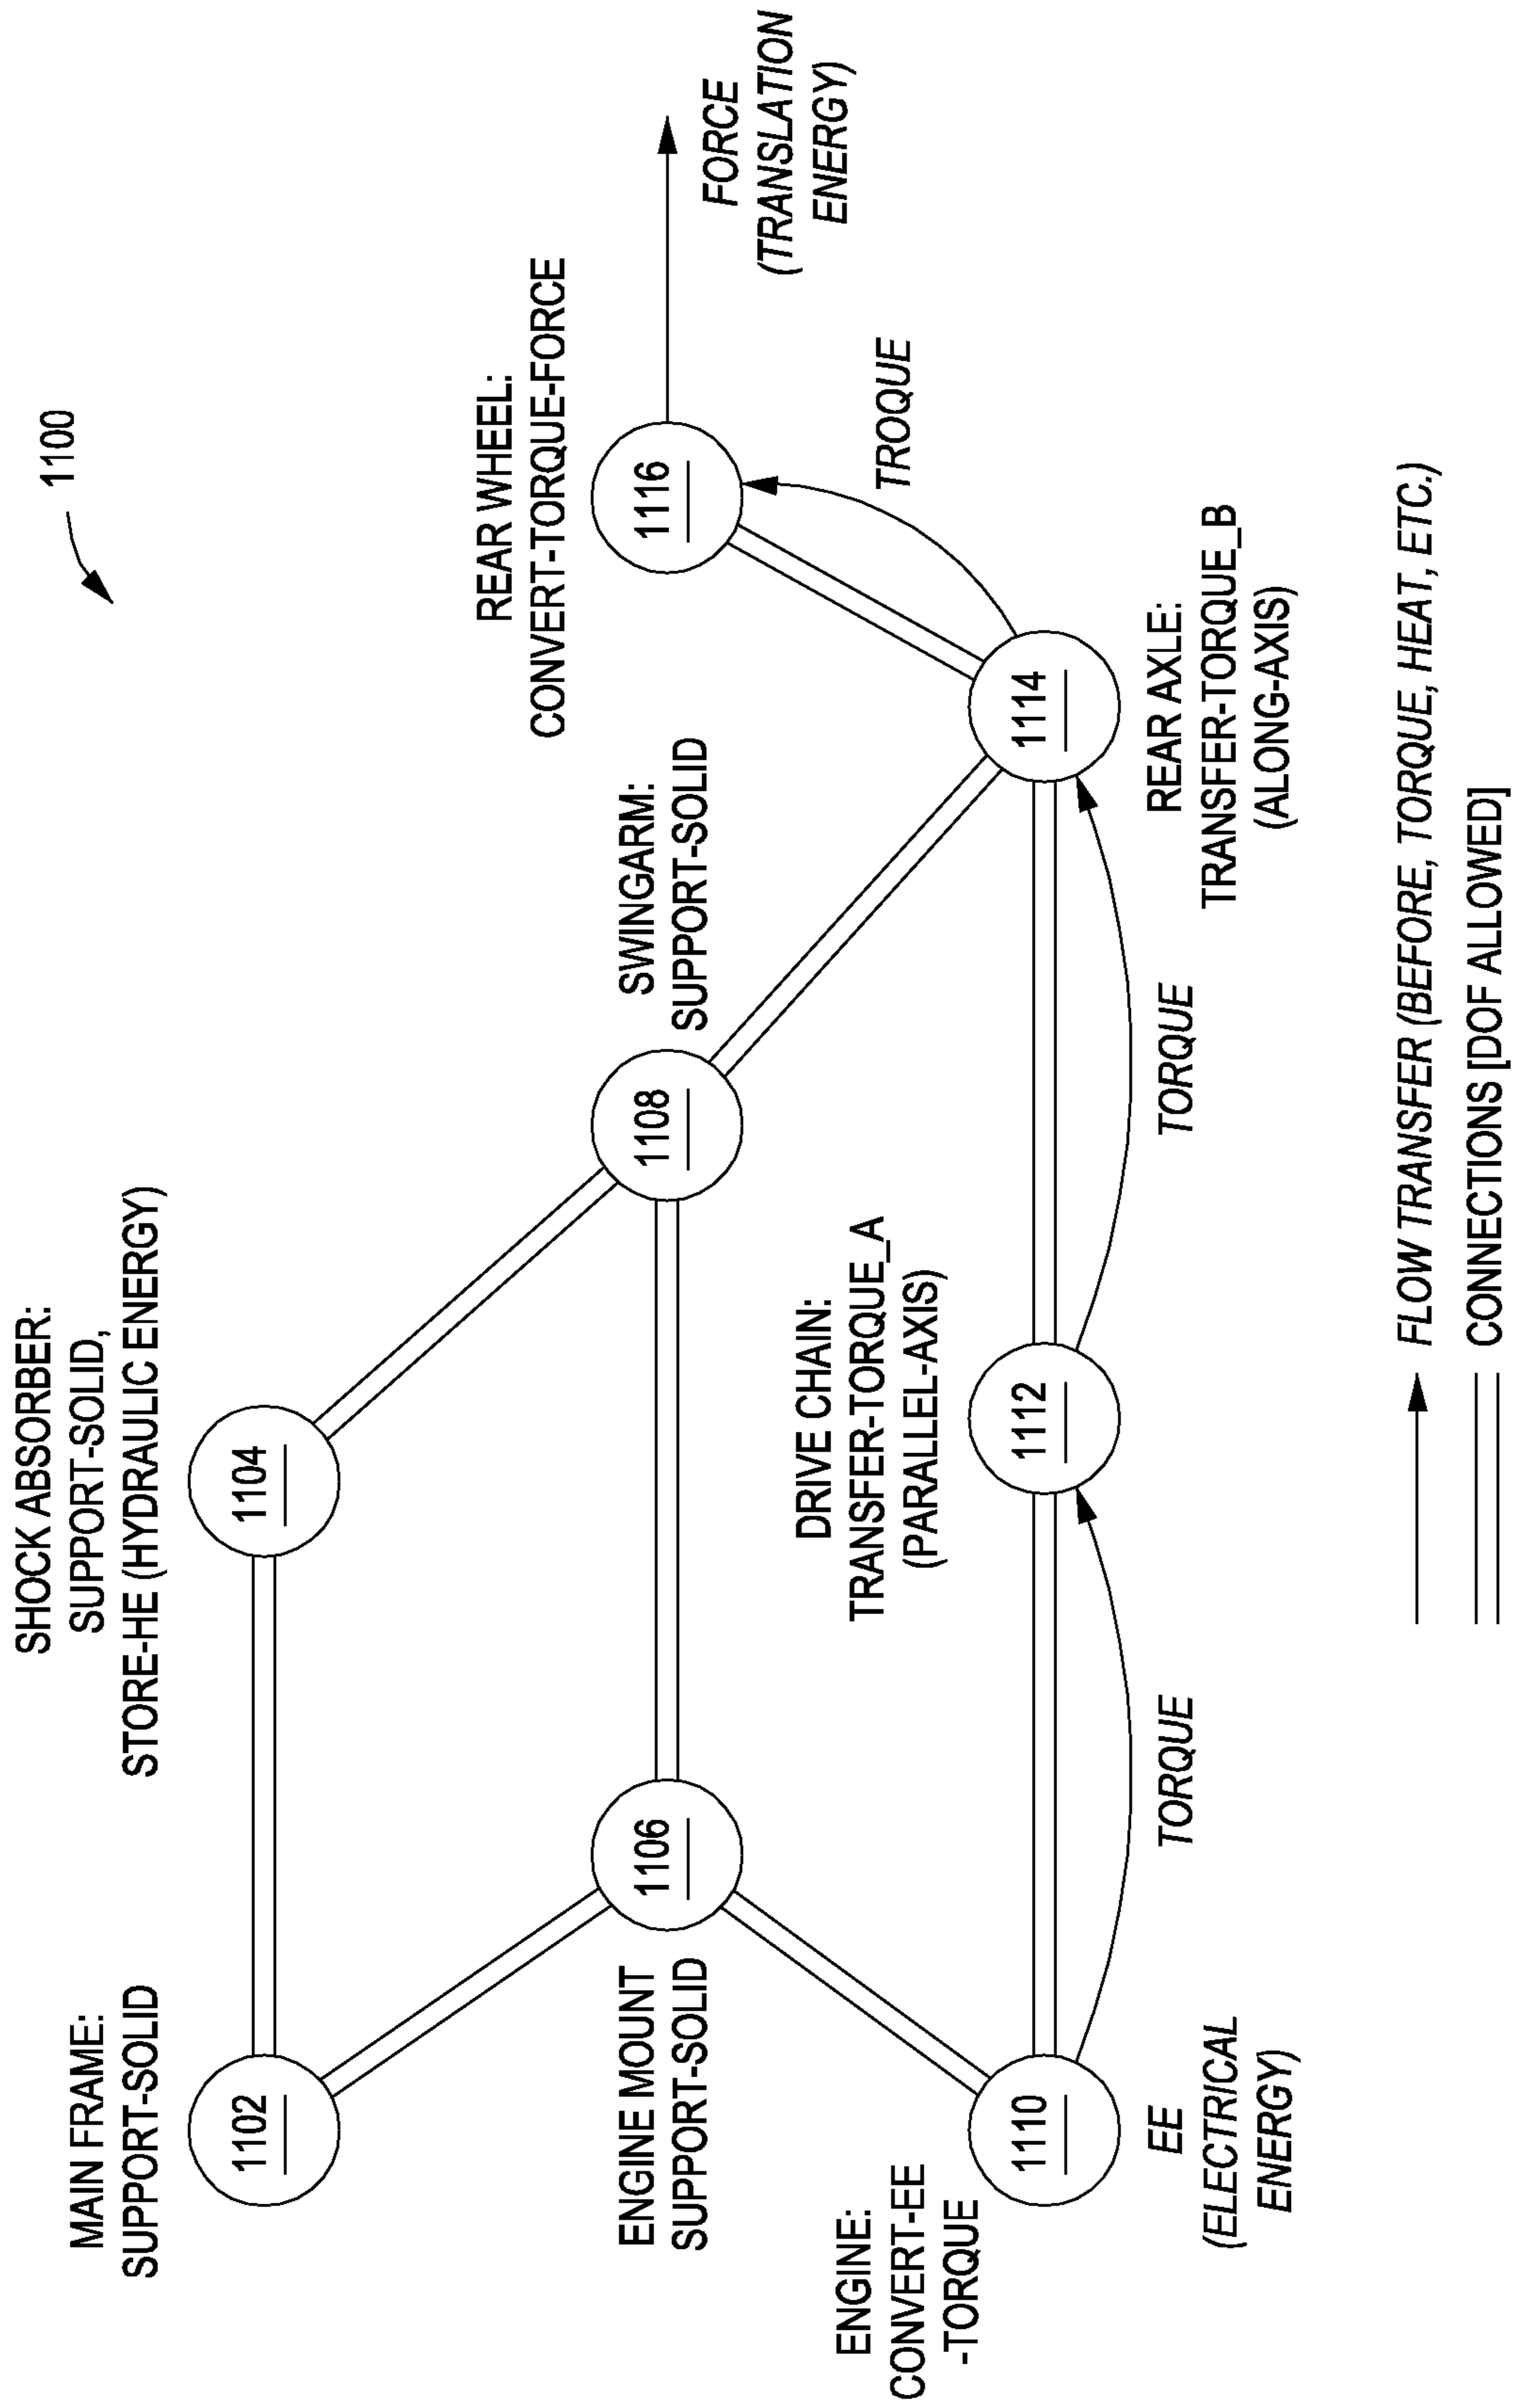 1100
SHOCK ABSORBER:
SUPPORT-SOLID,
STORE-HE (HYDRAULIC ENERGY)
MAIN FRAME:
SUPPORT-SOLID
1102
1104
REAR WHEEL:
CONVERT-TORQUE-FORCE
SWINGARM:
SUPPORT-SOLID
ENGINE MOUNT
SUPPORT-SOLID
1106
1108
1116
FORCE
(TRANSLATION
ENERGY)
DRIVE CHAIN:
TRANSFER-TORQUE_A
(PARALLEL-AXIS)
ENGINE:
CONVERT-EE
-TORQUE
TROQUE
1110
1112
1114
EE
(ELECTRICAL
ENERGY)
TORQUE
TORQUE
REAR AXLE:
TRANSFER-TORQUE_B
(ALONG-AXIS)
FLOW TRANSFER (BEFORE, TORQUE, HEAT, ETC.)
CONNECTIONS [DOF ALLOWED]